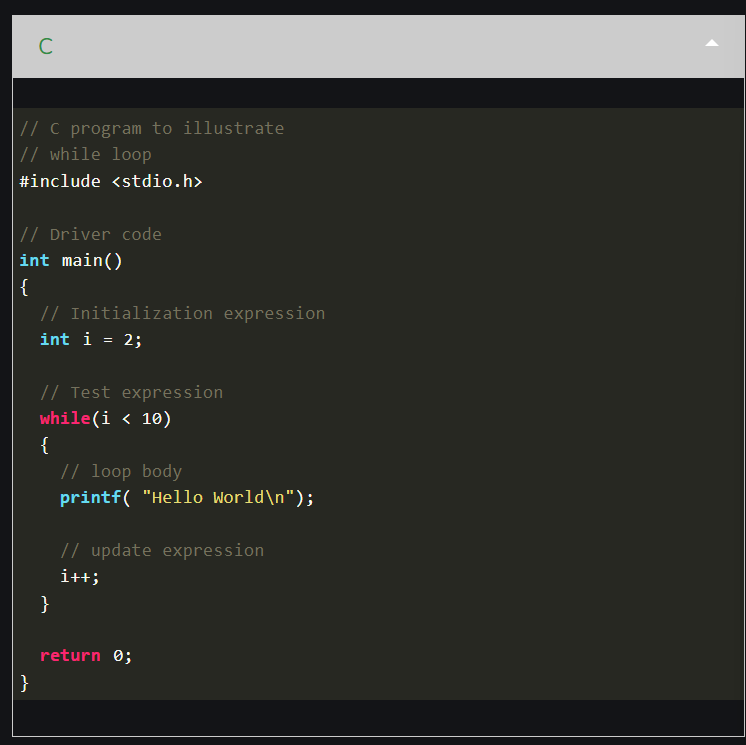 C
// C program to illustrate
// while loop
#include <stdio.h>
// Driver code
int main()
{
// Initialization expression
int i = 2;
// Test expression
while(i < 10)
{
// loop body
printf( "Hello World\n");
// update expression
i++;
}
return 0;
}